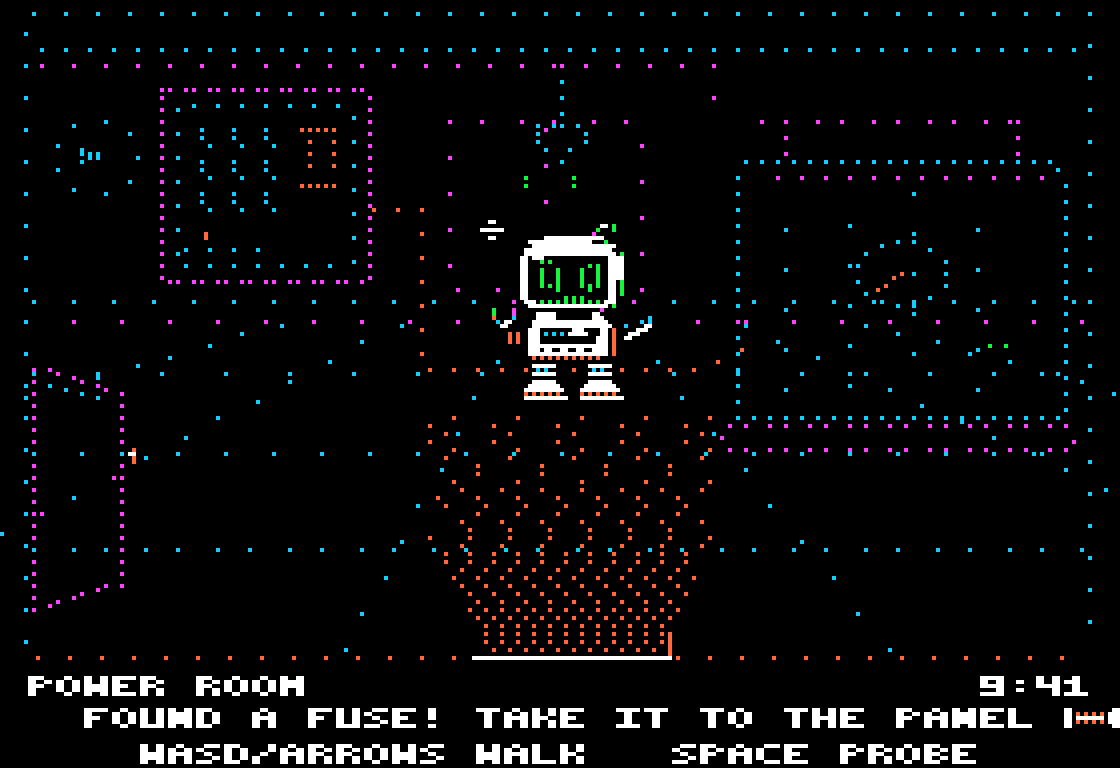 POWER ROOM 9:41
FOUND A FUSE! TAKE IT TO THE PANEL
WASD/ARROWS WALK SPACE PROBE